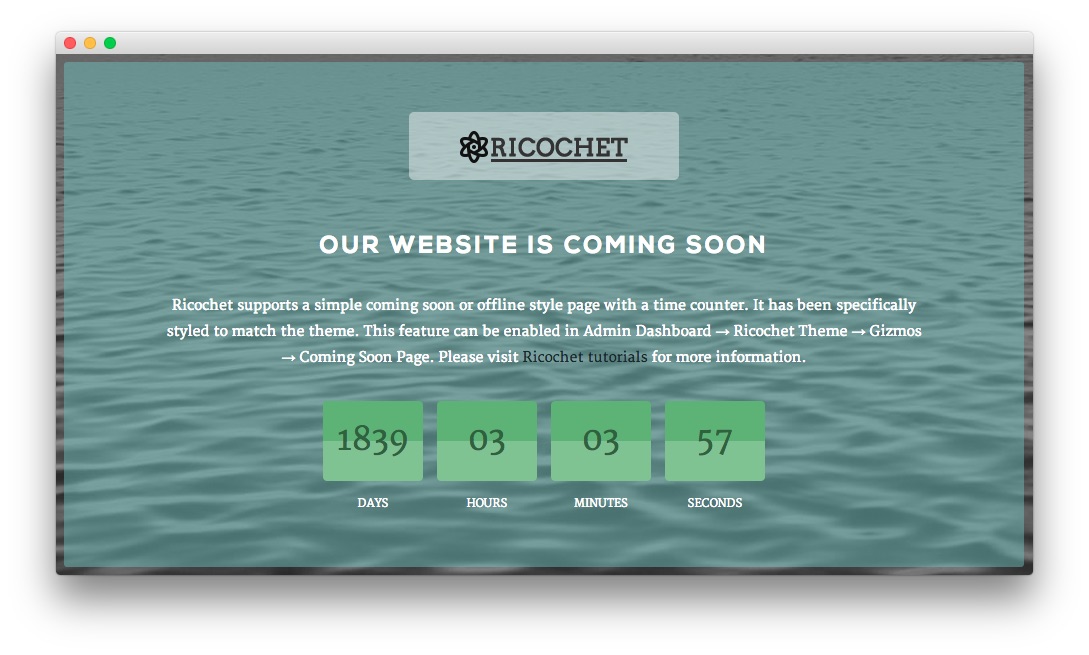 RICOCHET
OUR WEBSITE IS COMING SOON
Ricochet supports a simple coming soon or offline style page with a time counter. It has been specifically
styled to match the theme. This feature can be enabled in Admin Dashboard → Ricochet Theme → Gizmos
→ Coming Soon Page. Please visit Ricochet tutorials for more information.
1839 03 03 57
DAYS HOURS MINUTES SECONDS